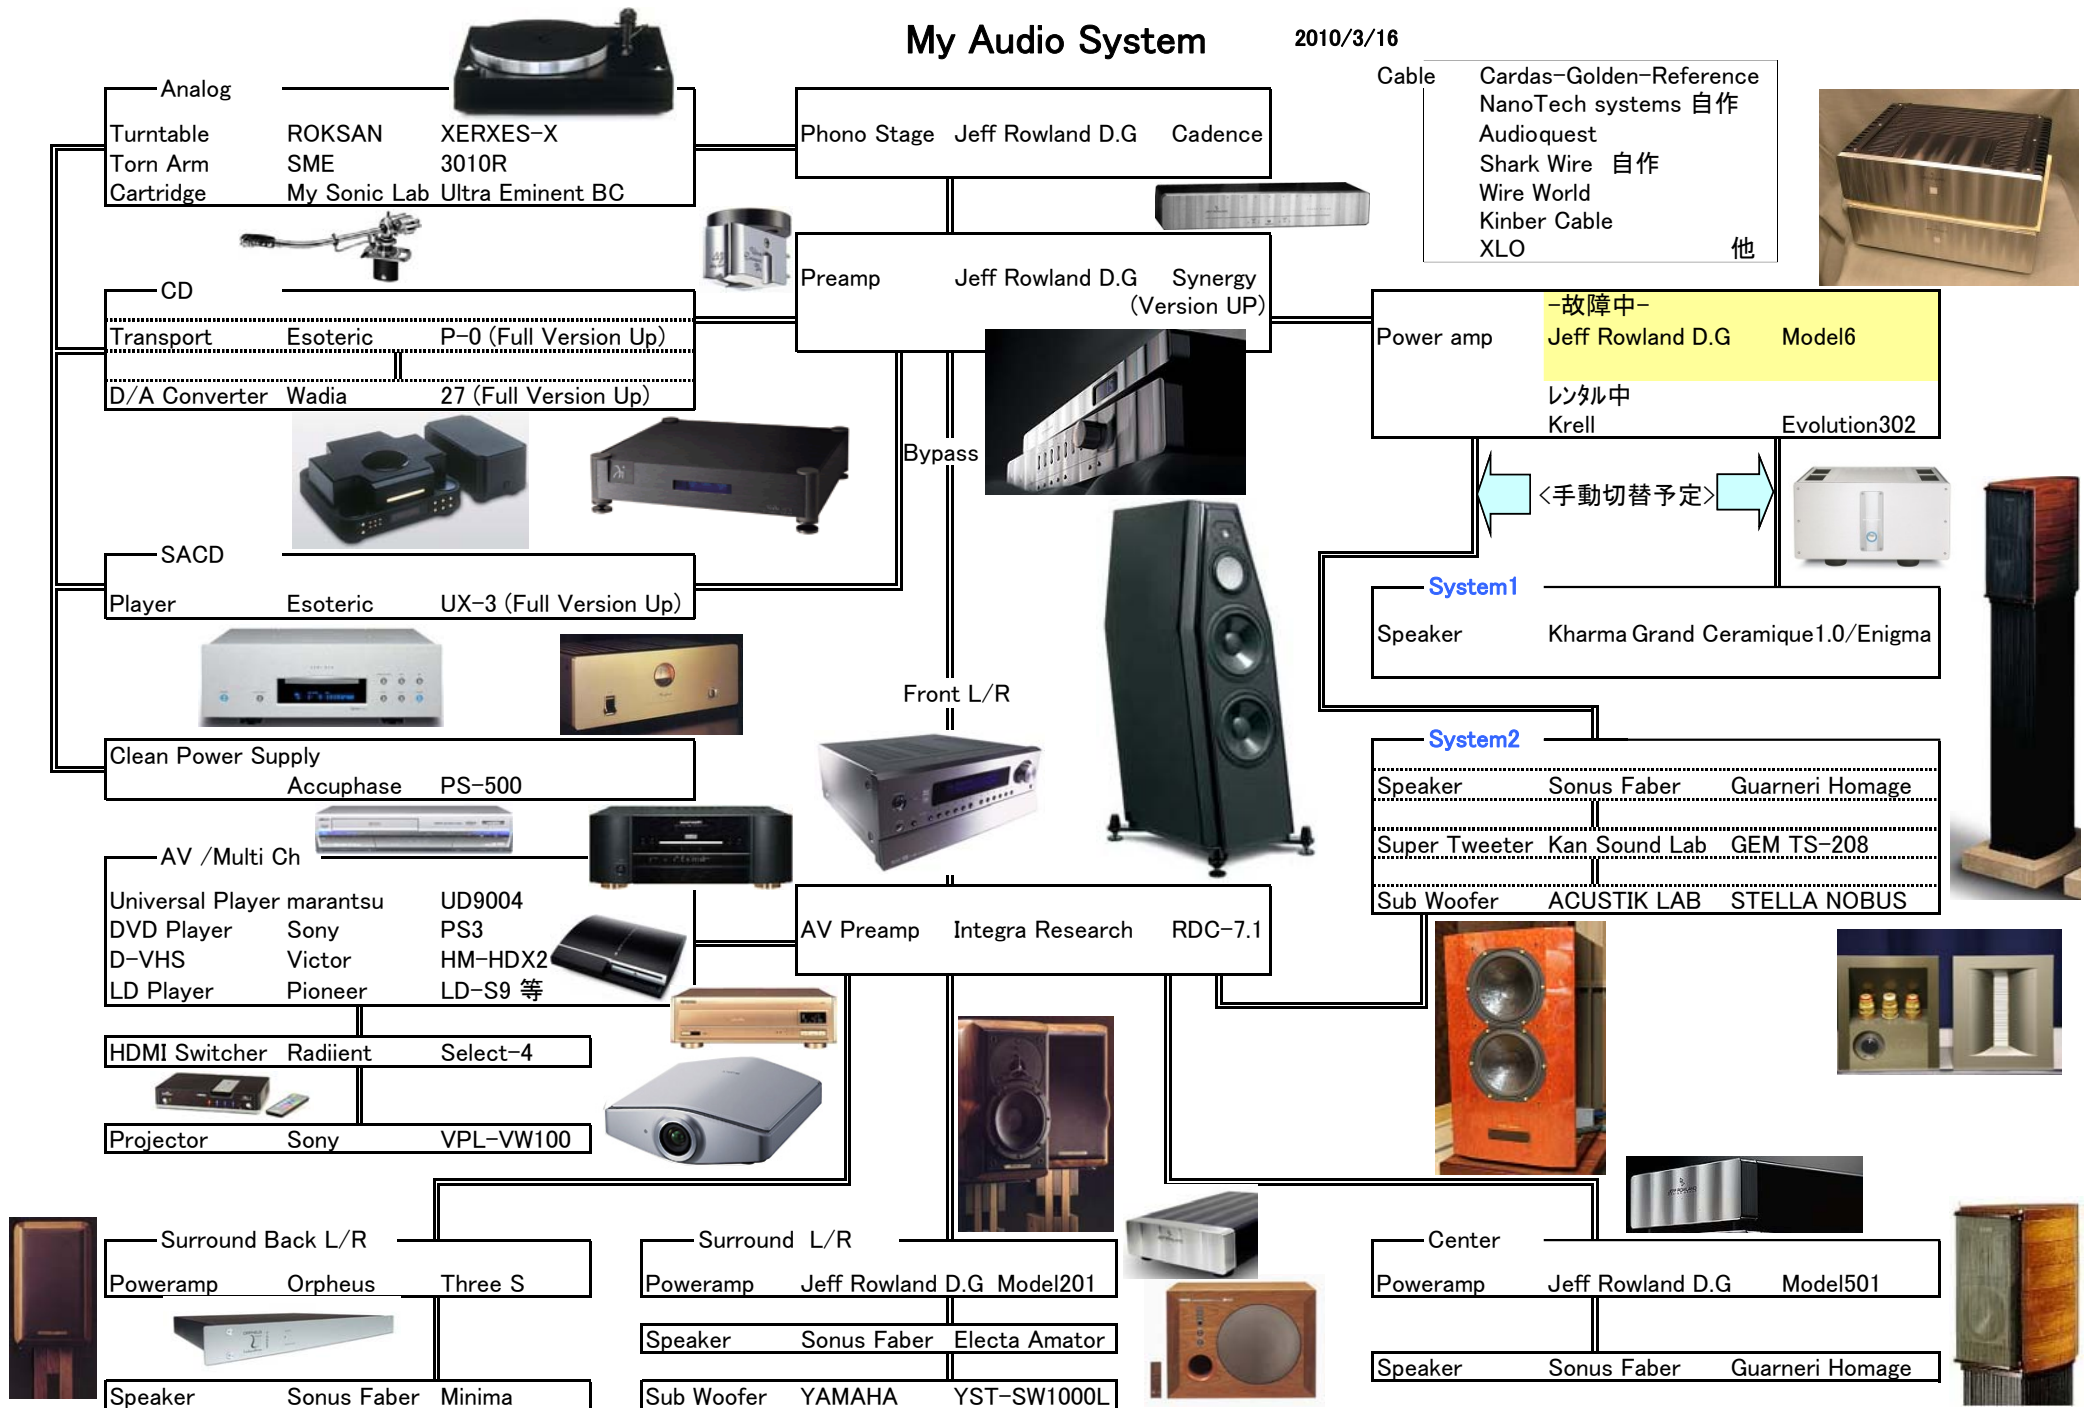 My Audio System
2010/3/16
Cable Cardas-Golden-Reference
NanoTech systems 自作
Audioquest
Shark Wire 自作
Wire World
Kinber Cable
XLO 他
Analog
Turntable ROKSAN XERXES-X
Torn Arm SME 3010R
Cartridge My Sonic Lab Ultra Eminent BC
Phono Stage Jeff Rowland D.G Cadence
Preamp Jeff Rowland D.G Synergy
(Version UP)
CD
Transport Esoteric P-0 (Full Version Up)
D/A Converter Wadia 27 (Full Version Up)
-故障中-
Power amp Jeff Rowland D.G Model6
レンタル中
Krell Evolution302
Bypass
<手動切替予定>
SACD
Player Esoteric UX-3 (Full Version Up)
System1
Speaker Kharma Grand Ceramique1.0/Enigma
Front L/R
Clean Power Supply
Accuphase PS-500
System2
Speaker Sonus Faber Guarneri Homage
Super Tweeter Kan Sound Lab GEM TS-208
Sub Woofer ACUSTIK LAB STELLA NOBUS
AV /Multi Ch
Universal Player marantsu UD9004
DVD Player Sony PS3
D-VHS Victor HM-HDX2
LD Player Pioneer LD-S9 等
AV Preamp Integra Research RDC-7.1
HDMI Switcher Radiient Select-4
Projector Sony VPL-VW100
Surround Back L/R
Poweramp Orpheus Three S
Speaker Sonus Faber Minima
Surround L/R
Poweramp Jeff Rowland D.G Model201
Speaker Sonus Faber Electa Amator
Sub Woofer YAMAHA YST-SW1000L
Center
Poweramp Jeff Rowland D.G Model501
Speaker Sonus Faber Guarneri Homage